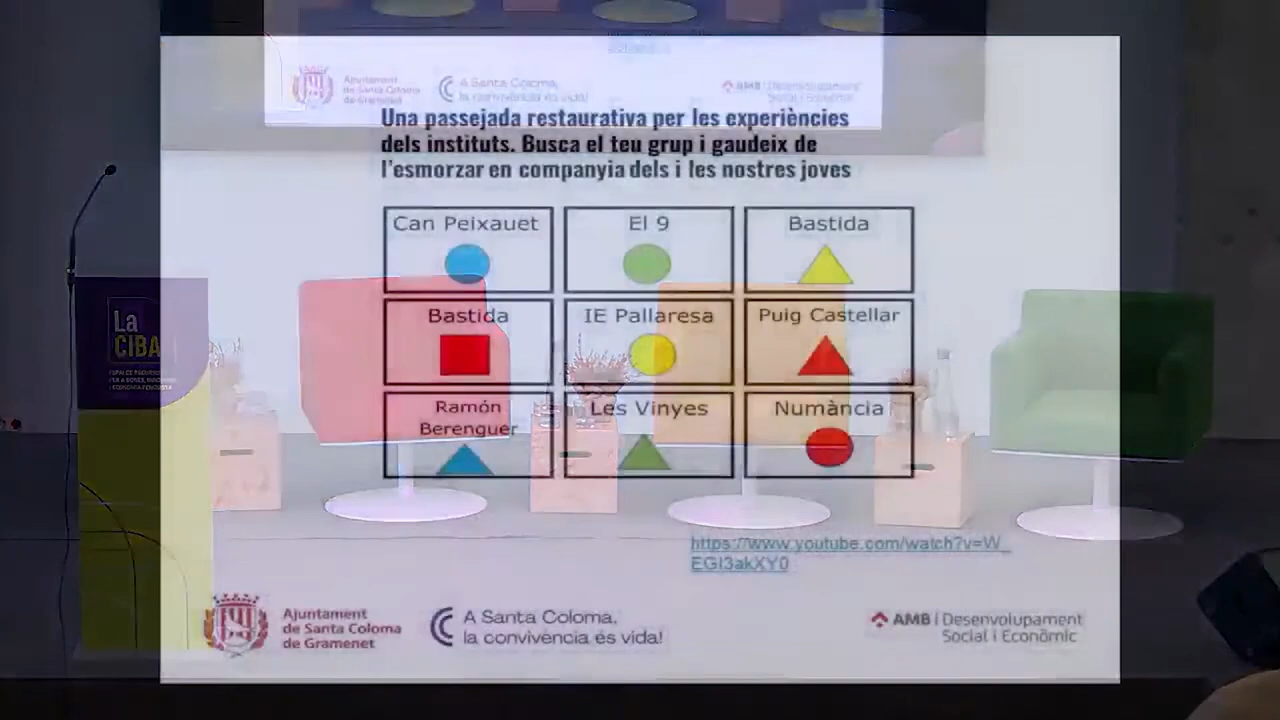 Ajuntament
de Santa Coloma
de Gramenet
A Santa Coloma,
la convivència és vida!
AMB Desenvolupament
Social i Econòmic
Una passejada restaurativa per les experiències
dels instituts. Busca el teu grup i gaudeix de
l'esmorzar en companyia dels i les nostres joves
Can Peixauet
El 9
Bastida
Bastida
IE Pallaresa
Puig Castellar
Ramón
Berenguer
Les Vinyes
Numància
La
CIBA
https://www.youtube.com/watch?v=W_
EGI3akXY0
Ajuntament
de Santa Coloma
de Gramenet
A Santa Coloma,
la convivència és vida!
AMB | Desenvolupament
Social i Econòmic